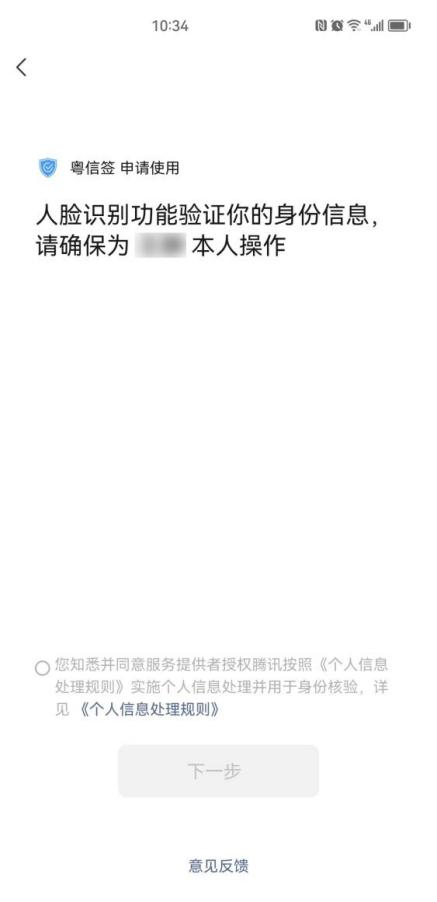 10:34
粤信签 申请使用
人脸识别功能验证你的身份信息，
请确保为 本人操作
您知悉并同意服务提供者授权腾讯按照《个人信息
处理规则》实施个人信息处理并用于身份核验，详
见《个人信息处理规则》
下一步
意见反馈